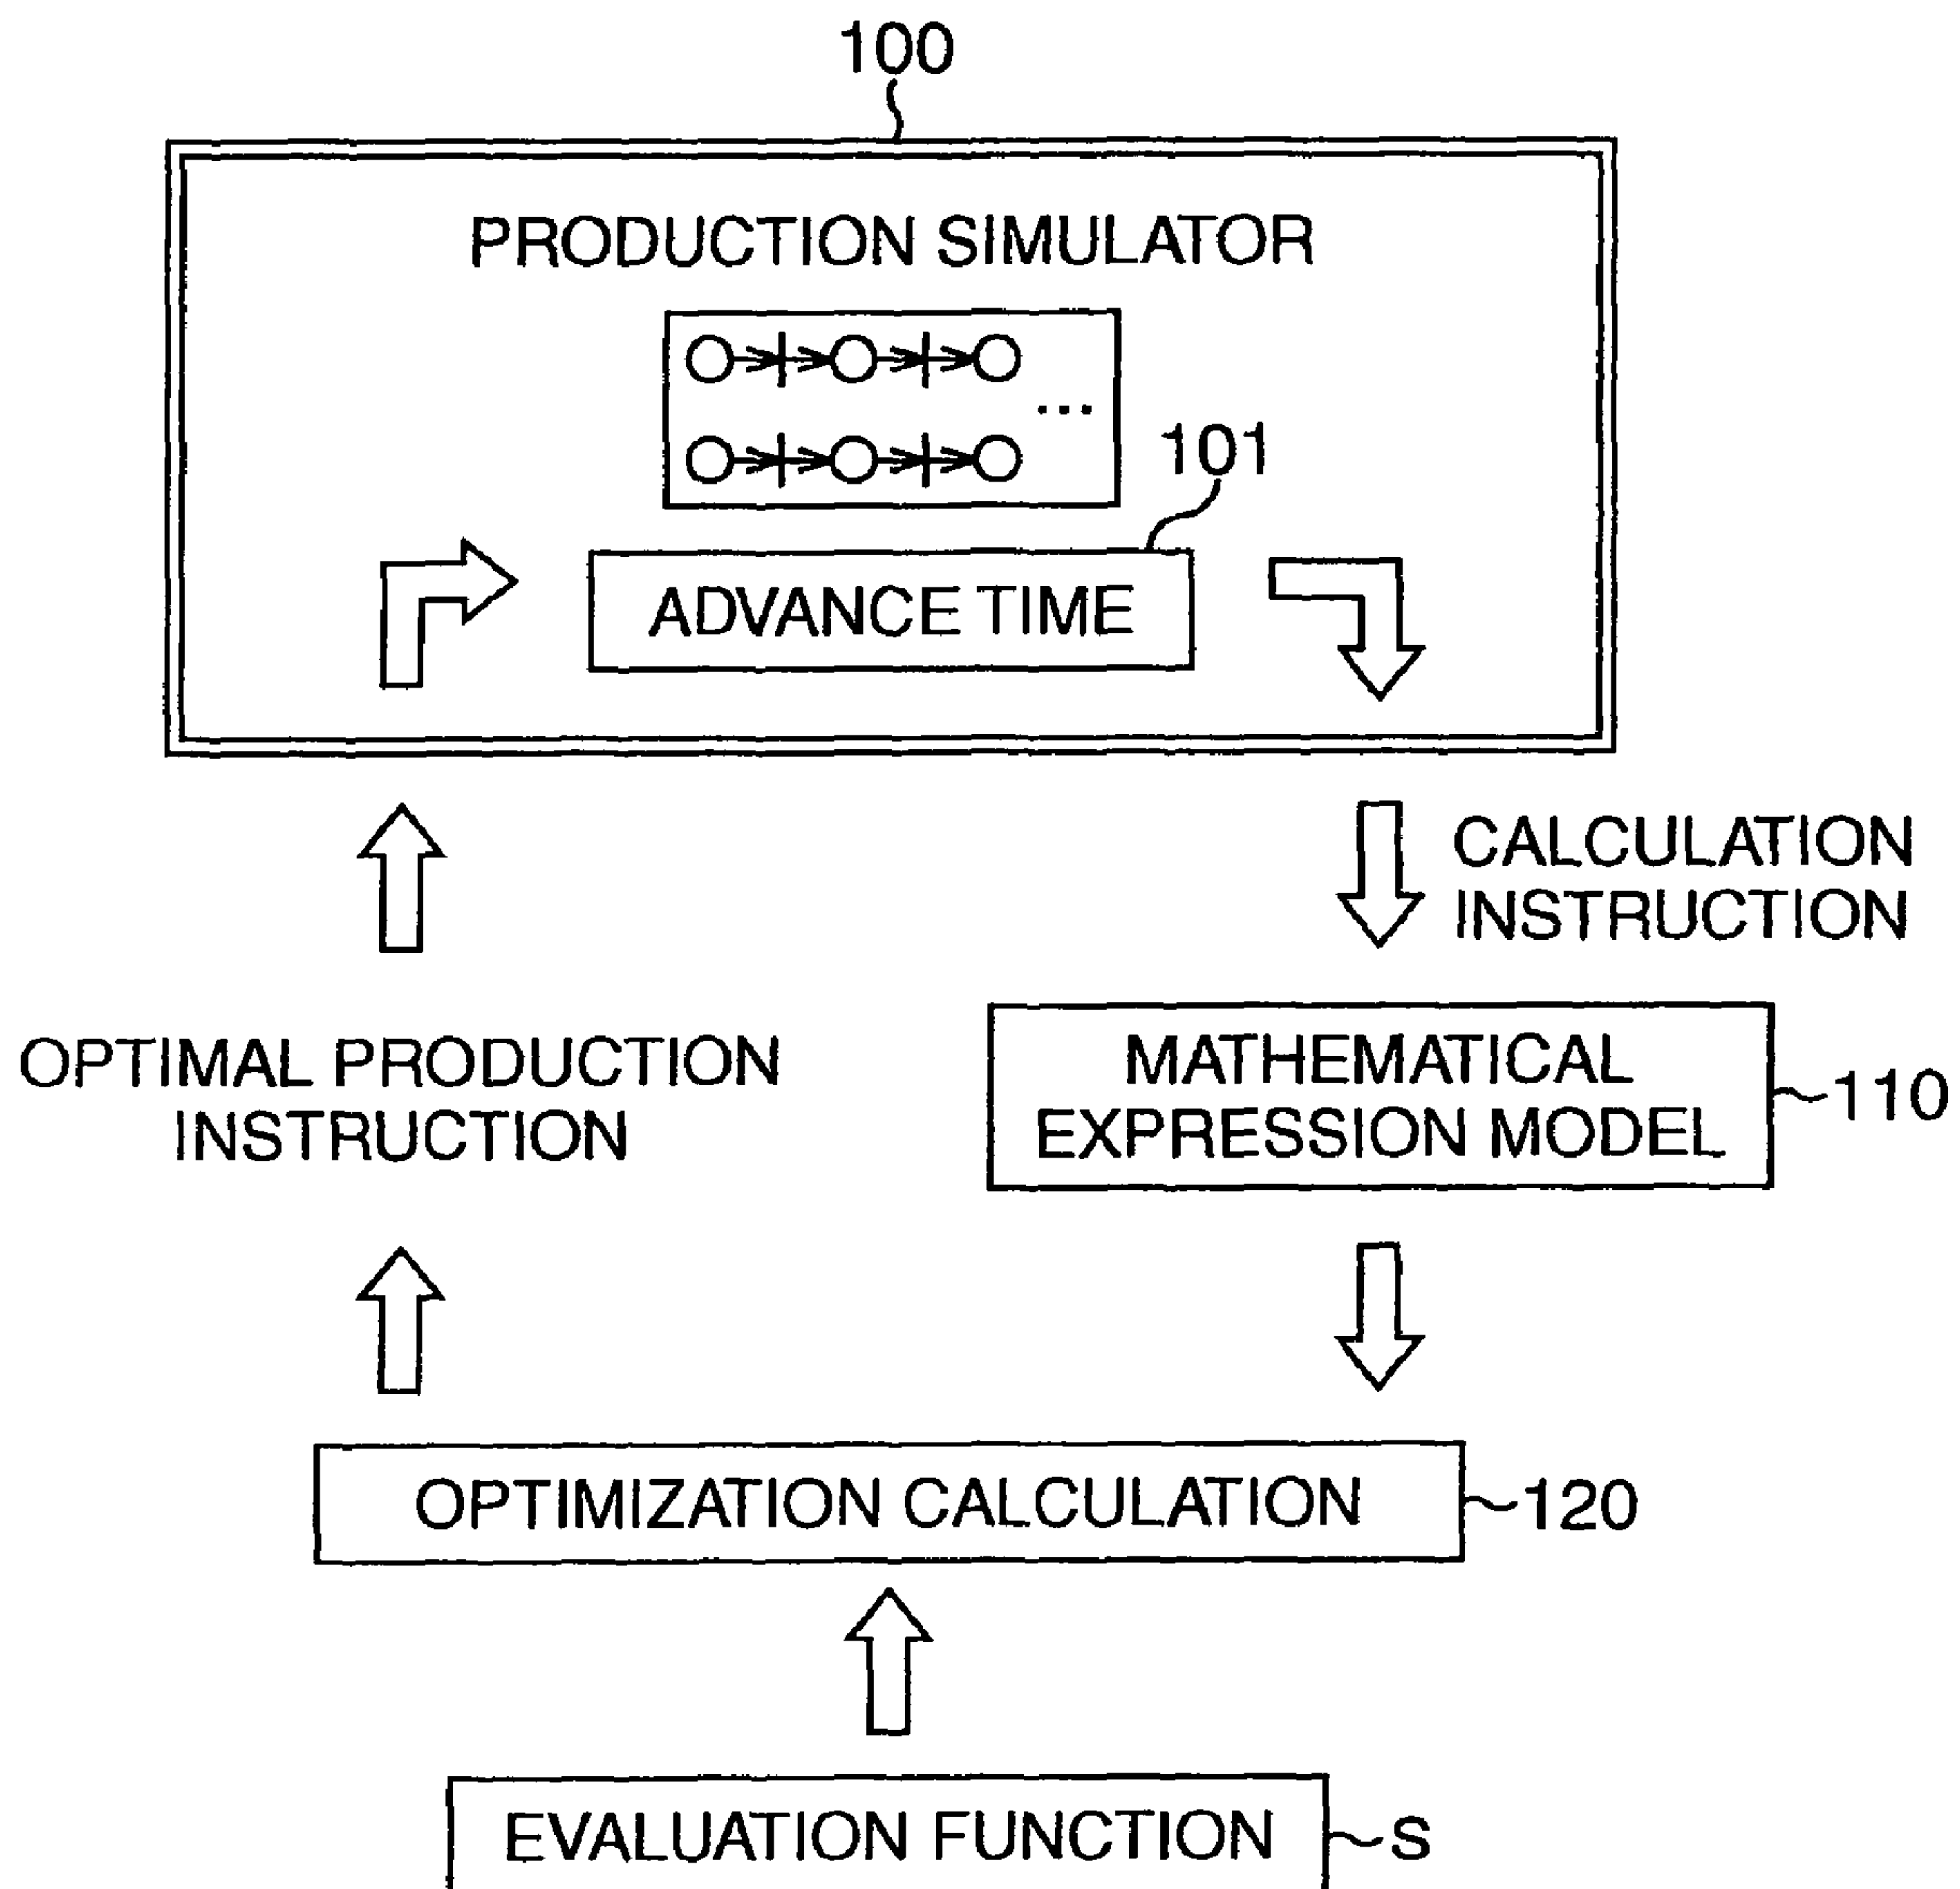 100
PRODUCTION SIMULATOR
...
101
ADVANCE TIME
CALCULATION
INSTRUCTION
OPTIMAL PRODUCTION
INSTRUCTION
MATHEMATICAL
EXPRESSION MODEL
110
OPTIMIZATION CALCULATION
120
EVALUATION FUNCTION
S